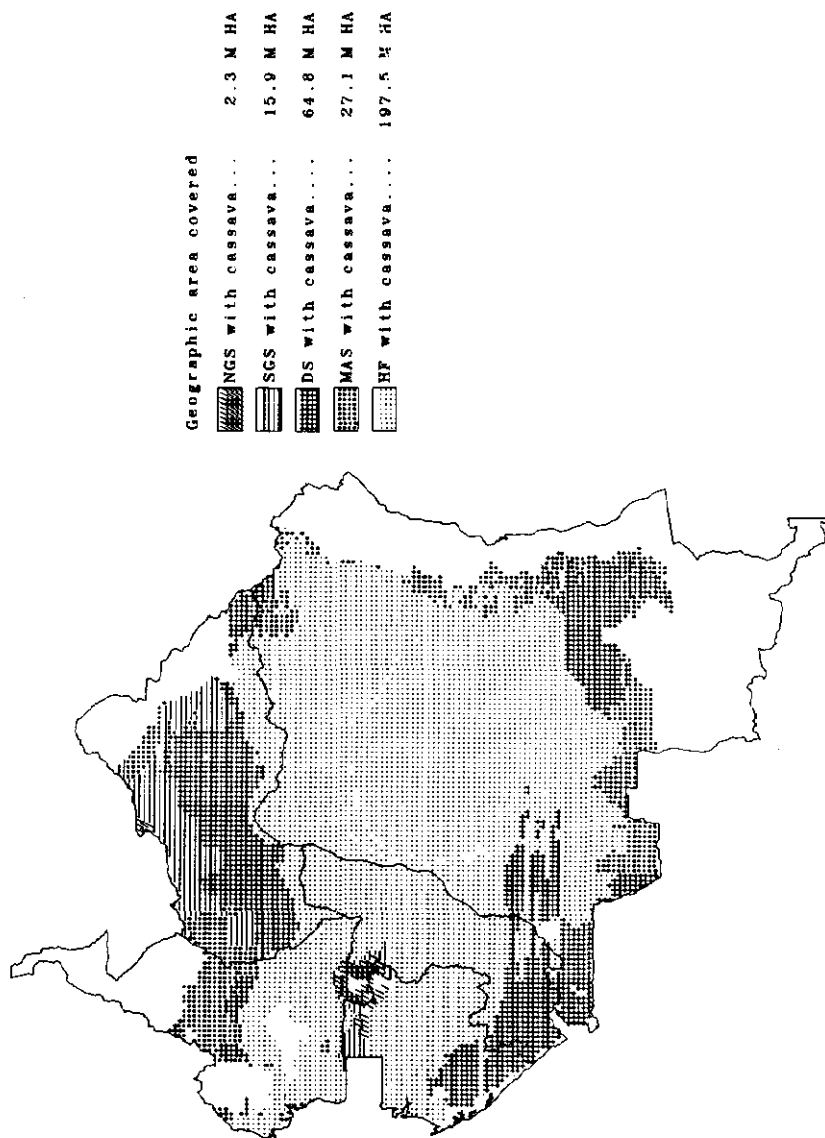 Geographic area covered
NGS with cassava... 2.3 M HA
SGS with cassava... 15.9 M HA
DS with cassava.... 64.8 M HA
MAS with cassava... 27.1 M HA
HF with cassava.... 197.5 M HA